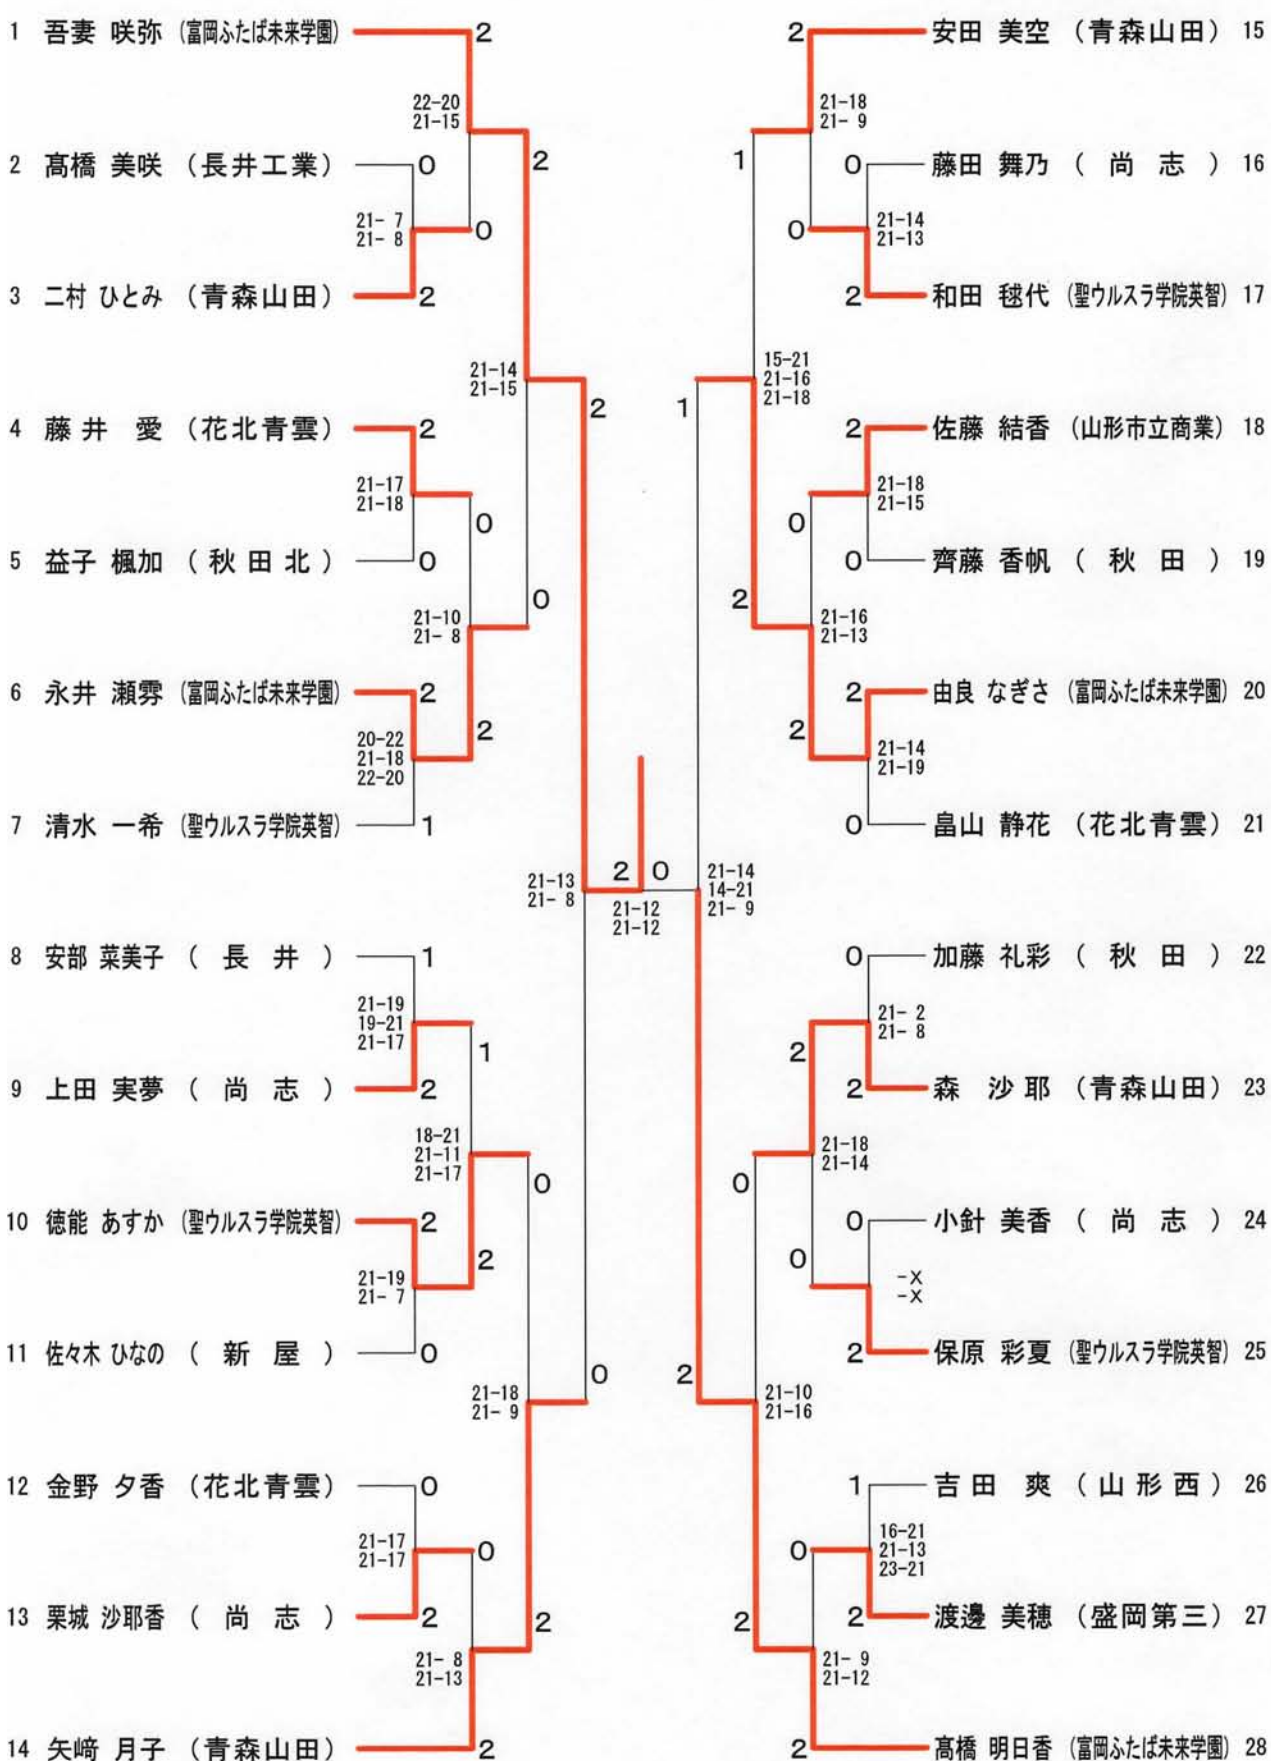 1 吾妻 咲弥 (富岡ふたば未来学園) 2
2 安田 美空 (青森山田) 15
22-20
21-15
21-18
21- 9
2 髙橋 美咲 (長井工業) 0
2
1
0 藤田 舞乃 (尚志) 16
21- 7
21- 8
0
0
21-14
21-13
3 二村 ひとみ (青森山田) 2
2 和田 毬代 (聖ウルスラ学院英智) 17
21-14
21-15
2
1
15-21
21-16
21-18
4 藤井 愛 (花北青雲) 2
2 佐藤 結香 (山形市立商業) 18
21-17
21-18
0
0
21-18
21-15
5 益子 楓加 (秋田北) 0
0 齊藤 香帆 (秋田) 19
21-10
21- 8
0
2
21-16
21-13
6 永井 瀬雰 (富岡ふたば未来学園) 2
2 由良 なぎさ (富岡ふたば未来学園) 20
20-22
21-18
22-20
2
2
21-14
21-19
7 清水 一希 (聖ウルスラ学院英智) 1
0 畠山 静花 (花北青雲) 21
21-13
21- 8
2 0
21-12
21-12
21-14
14-21
21- 9
8 安部 菜美子 (長井) 1
0 加藤 礼彩 (秋田) 22
21-19
19-21
21-17
1
2
21- 2
21- 8
9 上田 実夢 (尚志) 2
2 森 沙耶 (青森山田) 23
18-21
21-11
21-17
0
0
21-18
21-14
10 徳能 あすか (聖ウルスラ学院英智) 2
0 小針 美香 (尚志) 24
21-19
21- 7
2
0
-X
-X
11 佐々木 ひなの (新屋) 0
2 保原 彩夏 (聖ウルスラ学院英智) 25
21-18
21- 9
0
2
21-10
21-16
12 金野 夕香 (花北青雲) 0
1 吉田 爽 (山形西) 26
21-17
21-17
0
0
16-21
21-13
23-21
13 栗城 沙耶香 (尚志) 2
2
2
2 渡邊 美穂 (盛岡第三) 27
21- 8
21-13
21- 9
21-12
14 矢﨑 月子 (青森山田) 2
2 髙橋 明日香 (富岡ふたば未来学園) 28